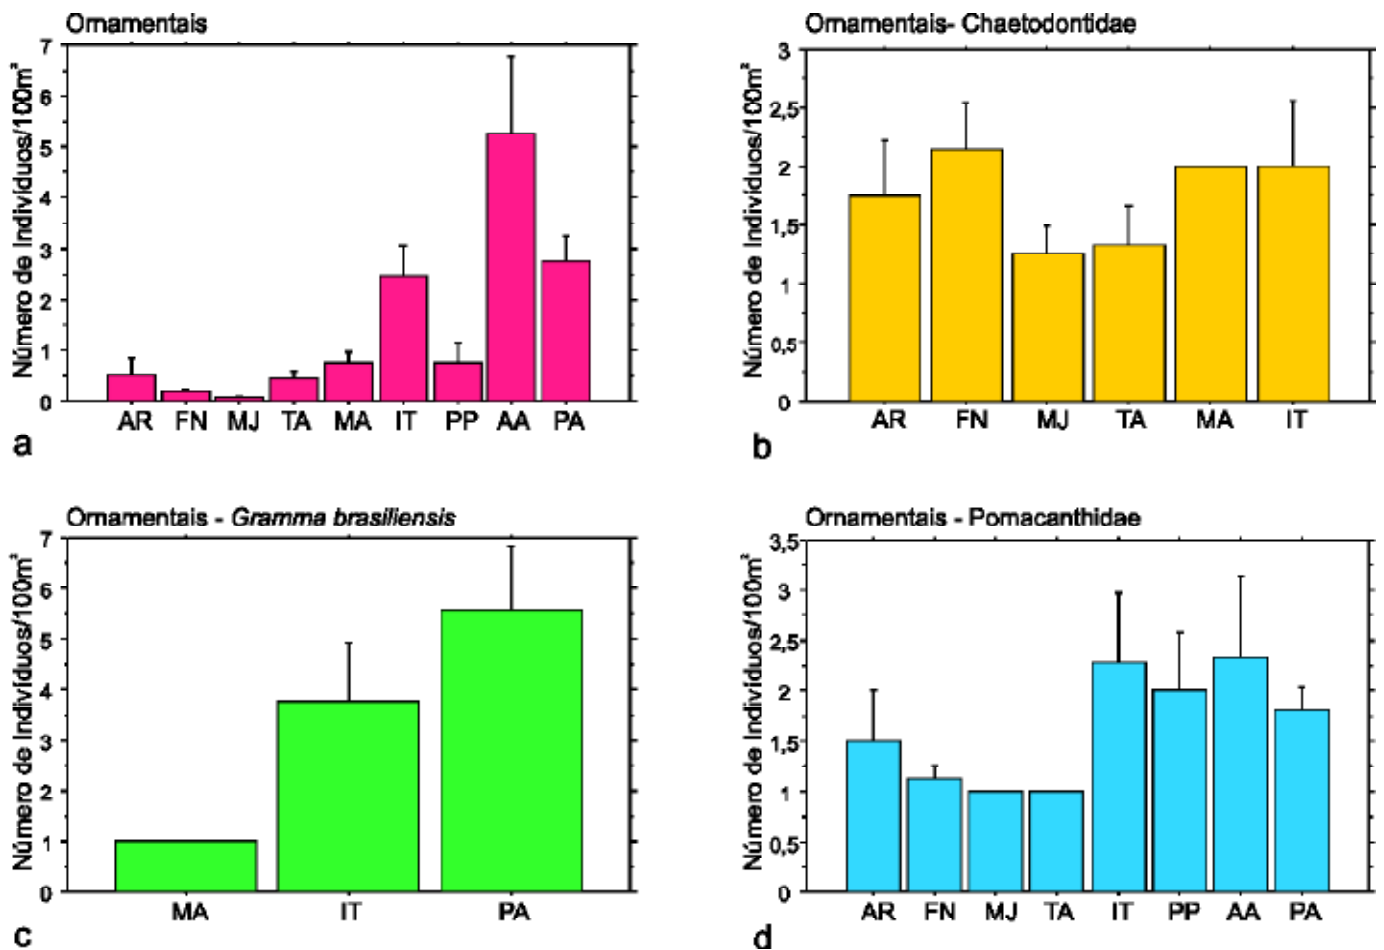 Ornamentais
Número de Indivíduos/100m²
7
6
5
4
3
2
1
0
AR FN MJ TA MA IT PP AA PA
a
Ornamentais- Chaetodontidae
Número de Indivíduos/100m²
3
2,5
2
1,5
1
0,5
0
AR FN MJ TA MA IT
b
Ornamentais - Gramma brasiliensis
Número de Indivíduos/100m²
7
6
5
4
3
2
1
0
MA IT PA
c
Ornamentais - Pomacanthidae
Número de Indivíduos/100m²
3,5
3
2,5
2
1,5
1
0,5
0
AR FN MJ TA IT PP AA PA
d